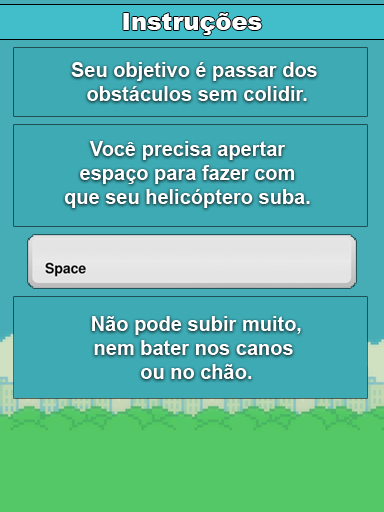 Instruções
Seu objetivo é passar dos
obstáculos sem colidir.
Você precisa apertar
espaço para fazer com
que seu helicóptero suba.
Space
Não pode subir muito,
nem bater nos canos
ou no chão.